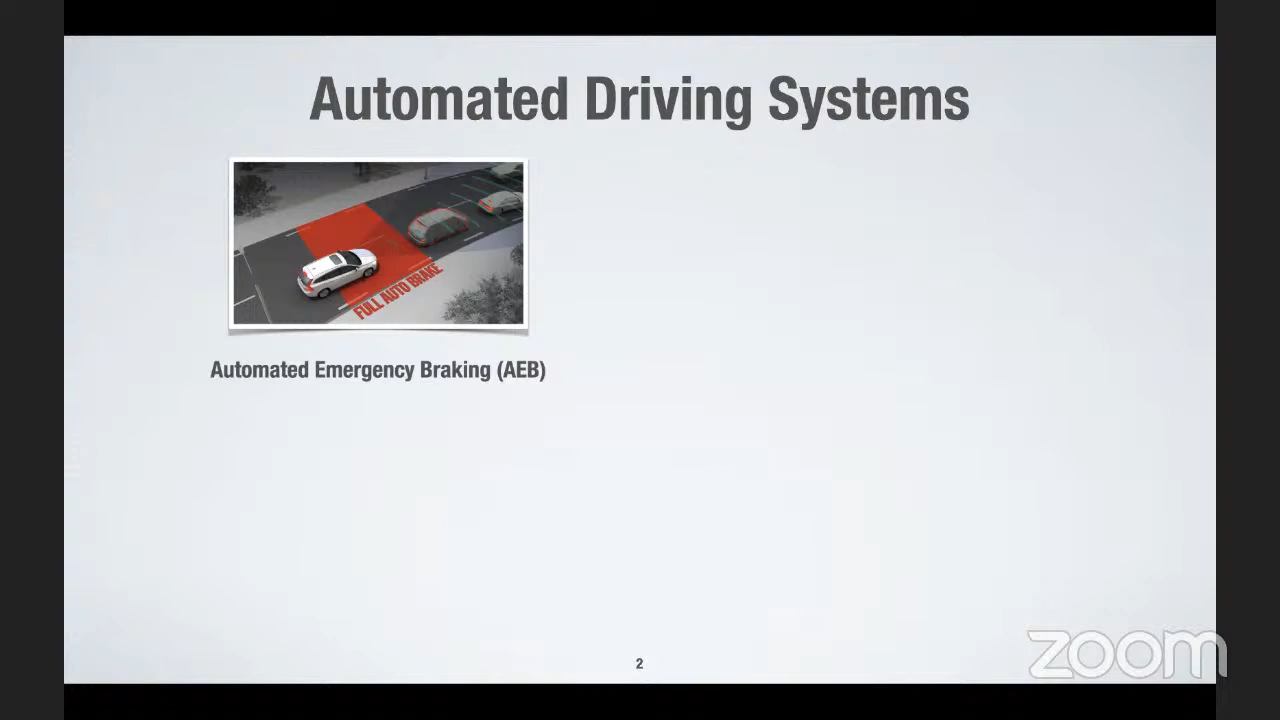 Automated Driving Systems
FULL AUTO BRAKE
Automated Emergency Braking (AEB)
2
zoom